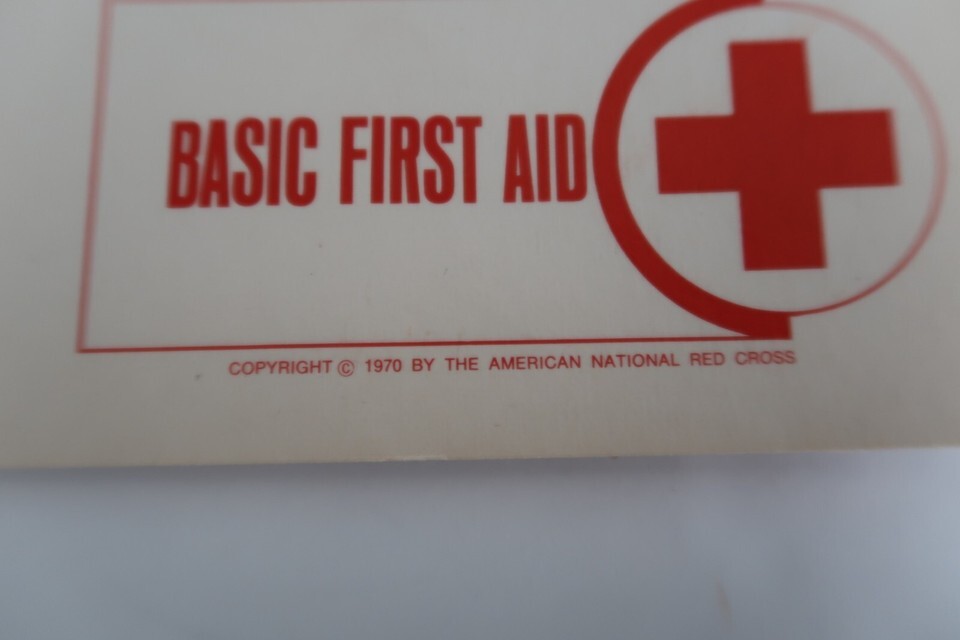 BASIC FIRST AID
COPYRIGHT © 1970 BY THE AMERICAN NATIONAL RED CROSS